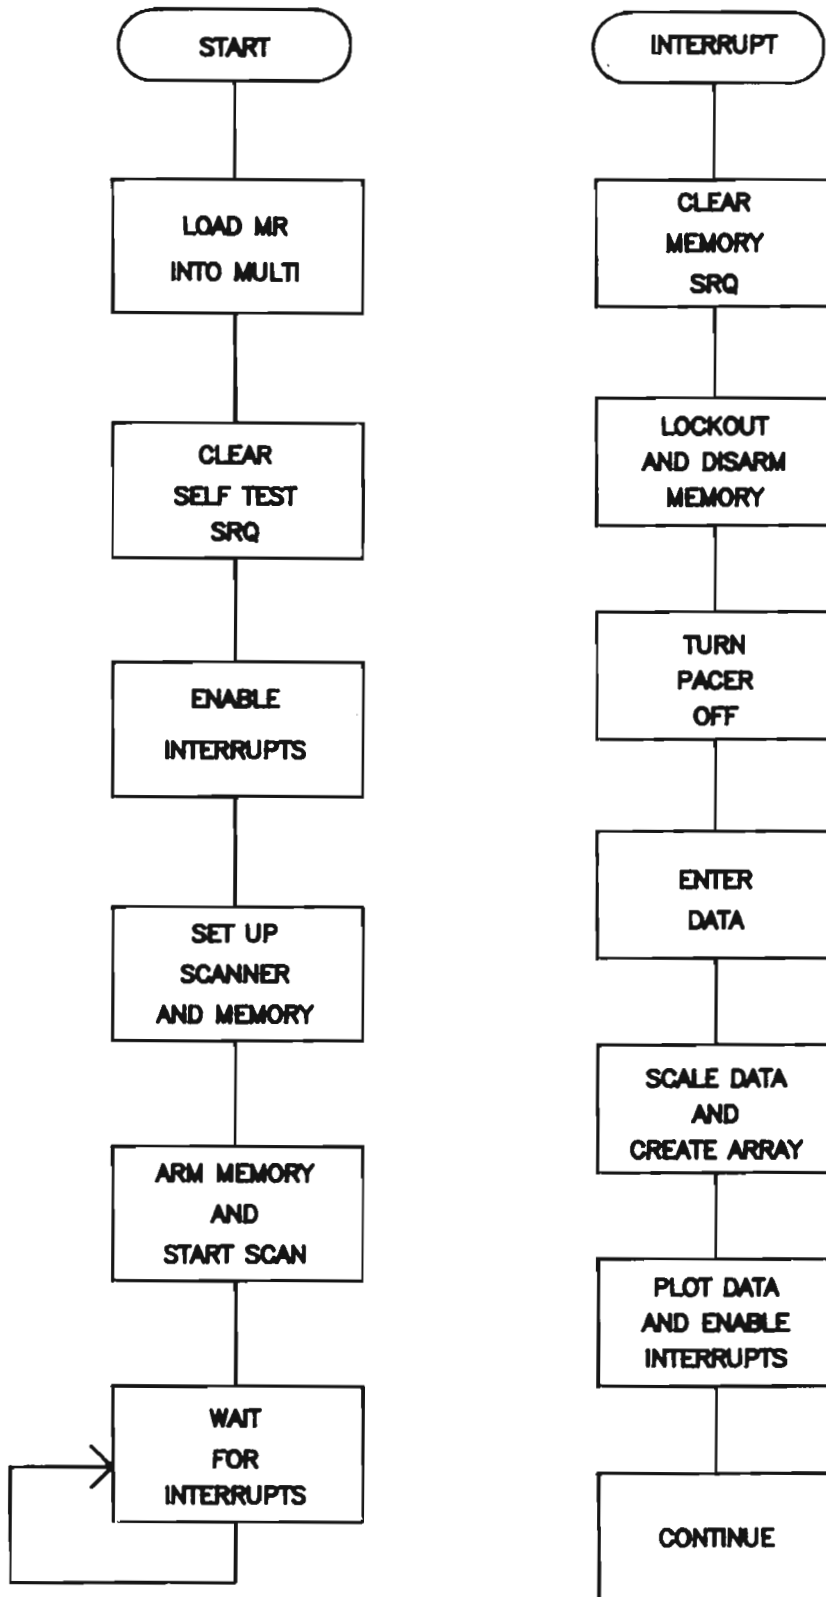 START
LOAD MR
INTO MULTI
CLEAR
SELF TEST
SRQ
ENABLE
INTERRUPTS
SET UP
SCANNER
AND MEMORY
ARM MEMORY
AND
START SCAN
WAIT
FOR
INTERRUPTS
INTERRUPT
CLEAR
MEMORY
SRQ
LOCKOUT
AND DISARM
MEMORY
TURN
PACER
OFF
ENTER
DATA
SCALE DATA
AND
CREATE ARRAY
PLOT DATA
AND ENABLE
INTERRUPTS
CONTINUE